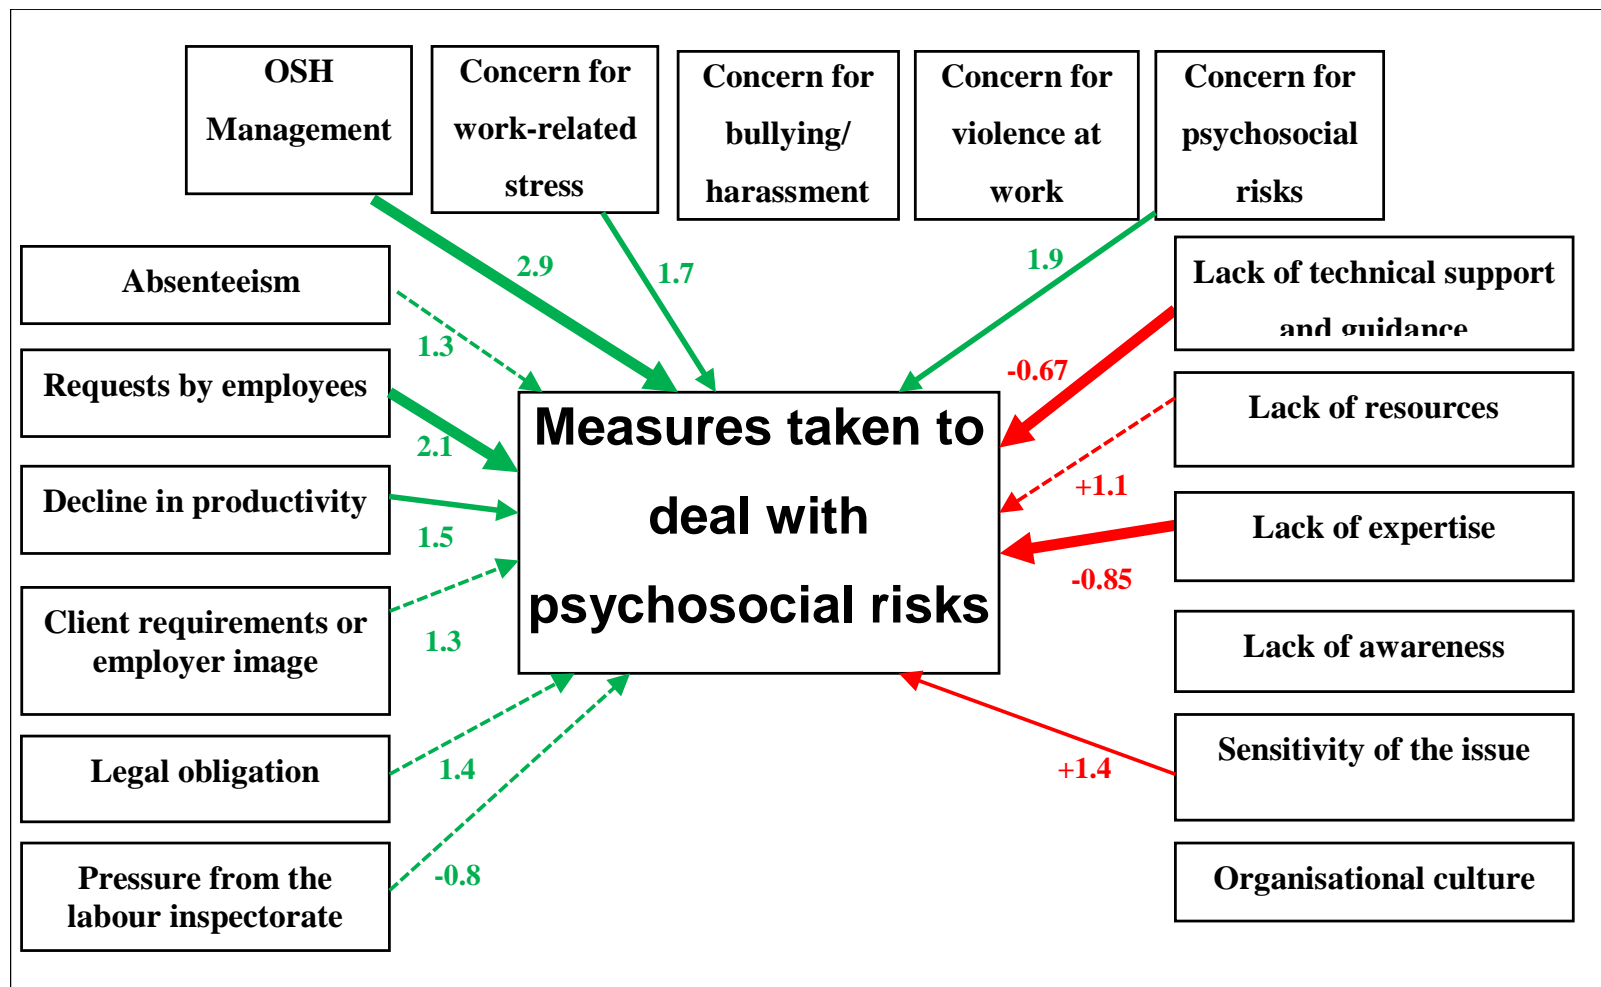 OSH
Management
Concern for
work-related
stress
Concern for
bullying/
harassment
Concern for
violence at
work
Concern for
psychosocial
risks
2.9
1.7
1.9
Absenteeism
1.3
Requests by employees
2.1
Decline in productivity
1.5
Client requirements or
employer image
1.3
Legal obligation
1.4
Pressure from the
labour inspectorate
-0.8
Measures taken to
deal with
psychosocial risks
Lack of technical support
and guidance
-0.67
Lack of resources
+1.1
Lack of expertise
-0.85
Lack of awareness
Sensitivity of the issue
+1.4
Organisational culture